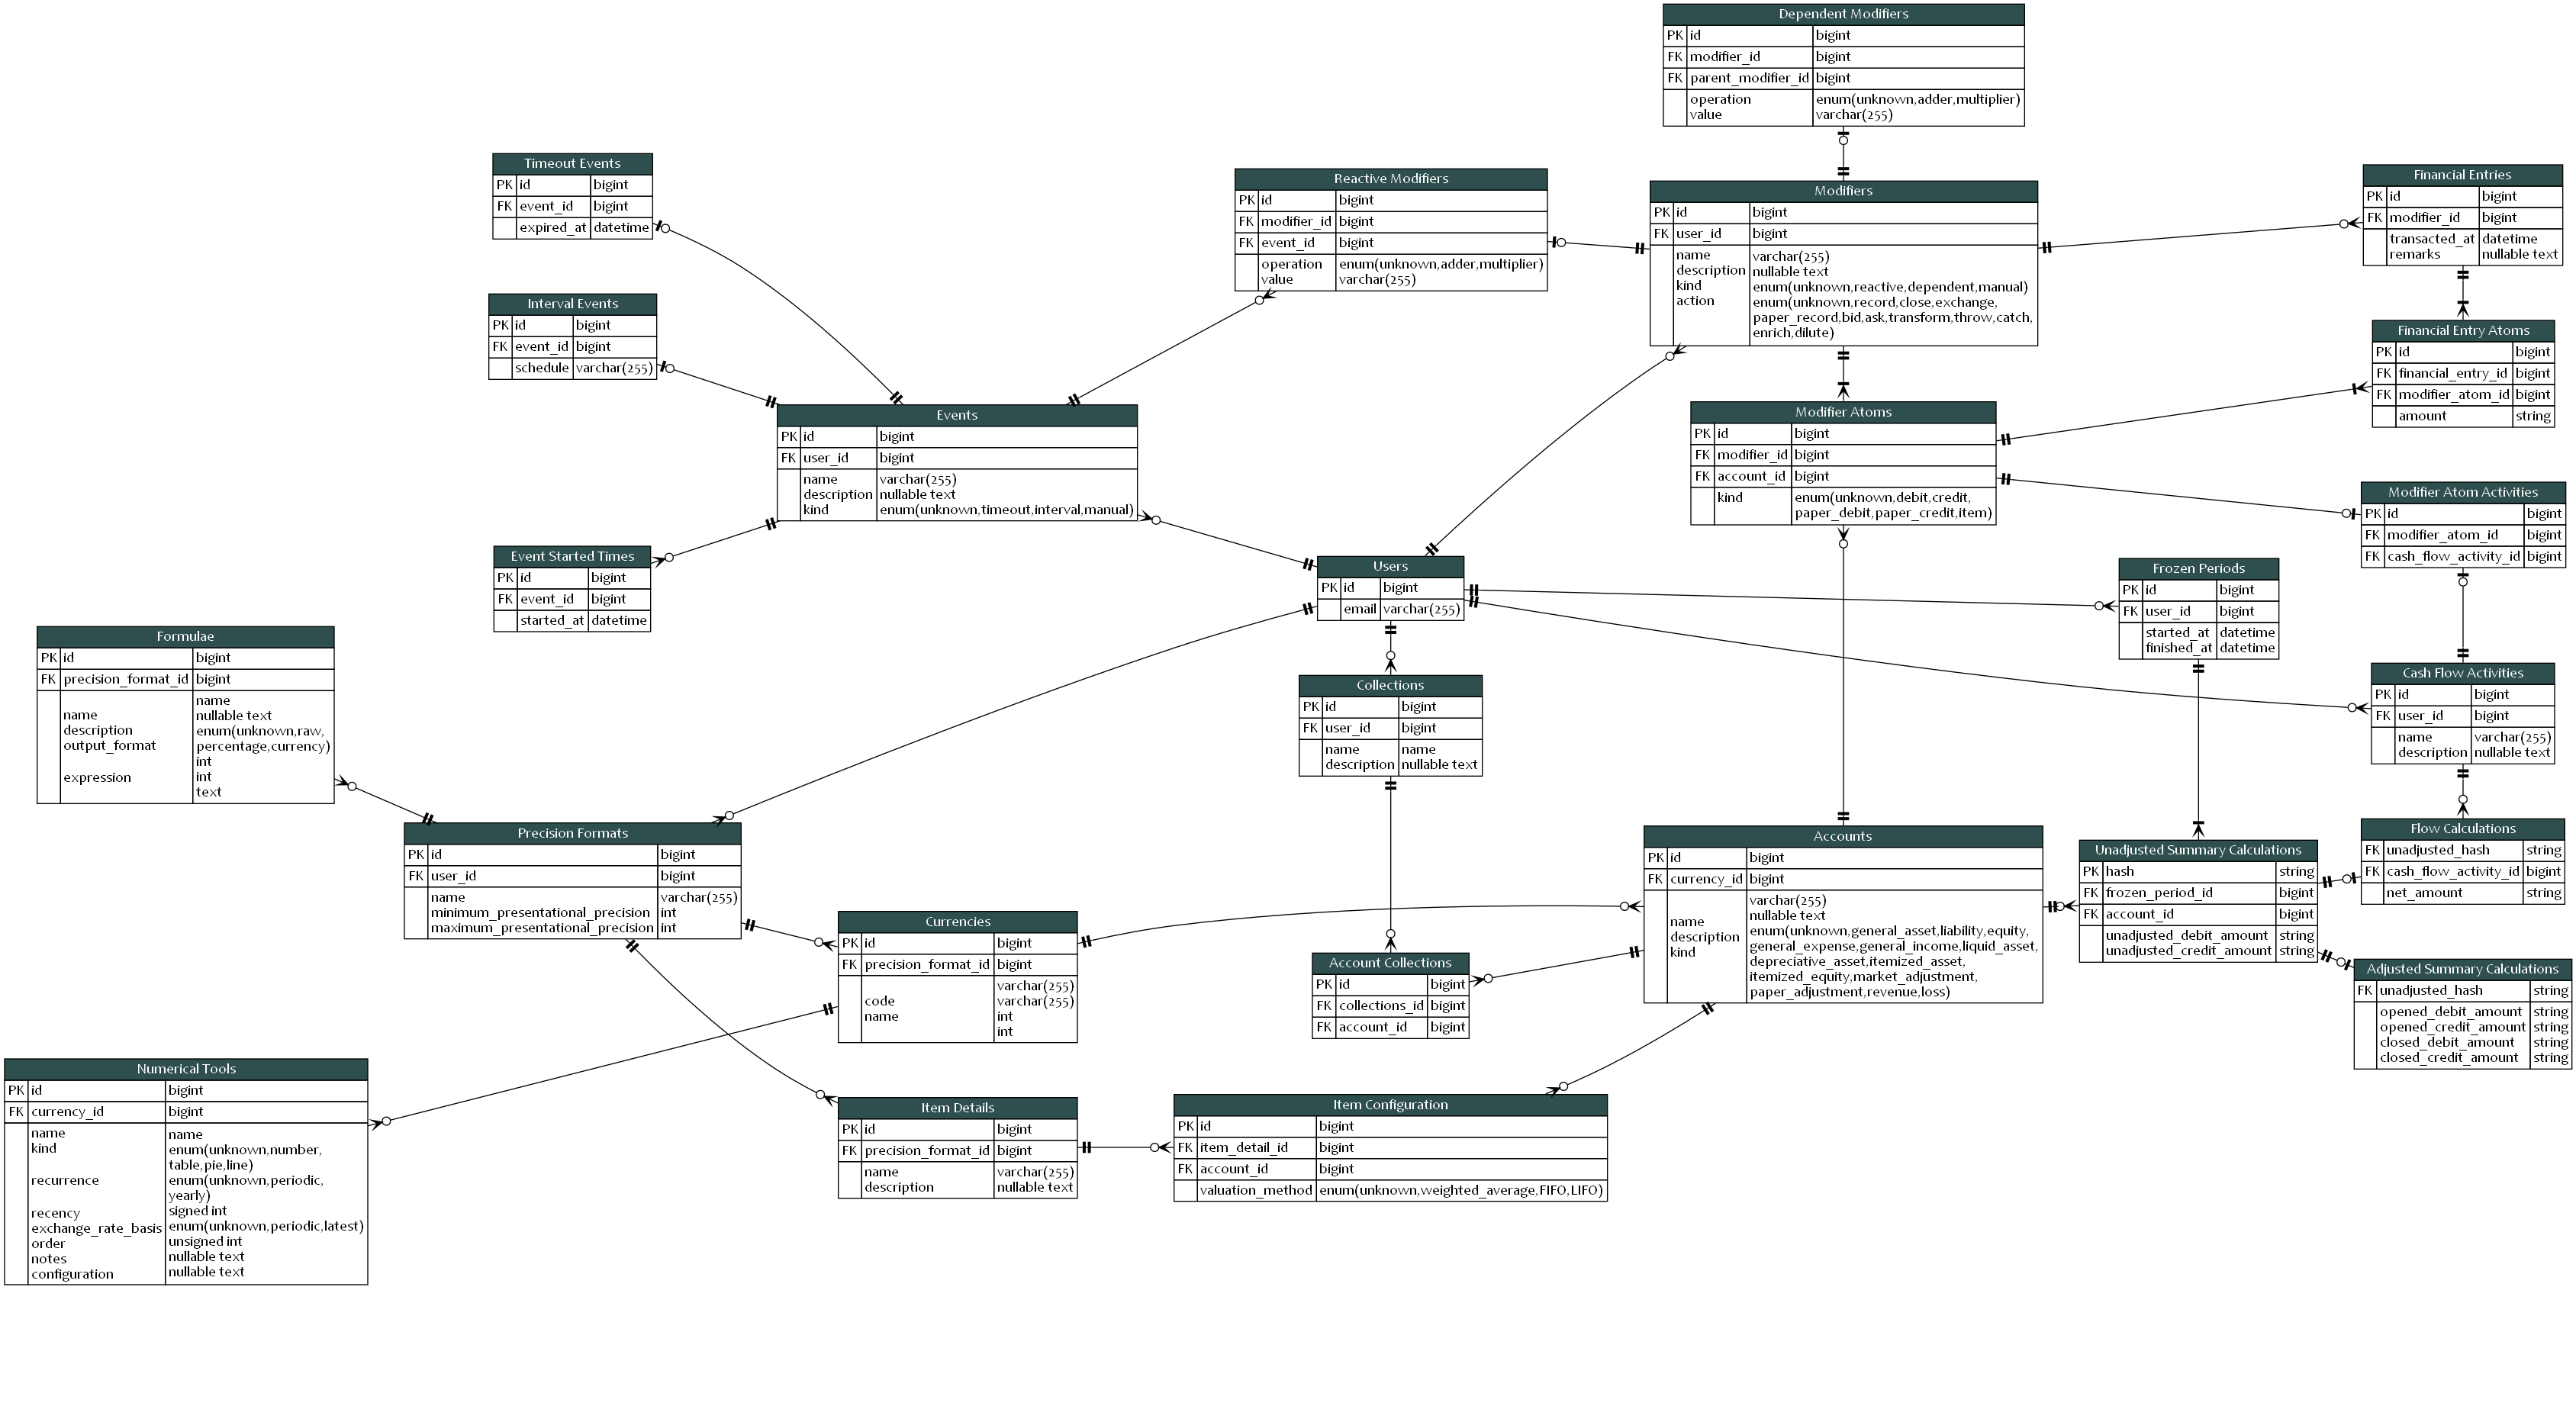 Dependent Modifiers
PK id bigint
FK modifier_id bigint
FK parent_modifier_id bigint
operation enum(unknown,adder,multiplier)
value varchar(255)
Timeout Events
PK id bigint
FK event_id bigint
expired_at datetime
Reactive Modifiers
PK id bigint
FK modifier_id bigint
FK event_id bigint
operation enum(unknown,adder,multiplier)
value varchar(255)
Modifiers
PK id bigint
FK user_id bigint
name varchar(255)
description nullable text
kind enum(unknown,reactive,dependent,manual)
action enum(unknown,record,close,exchange,
paper_record,bid,ask,transform,throw,catch,
enrich,dilute)
Financial Entries
PK id bigint
FK modifier_id bigint
transacted_at datetime
remarks nullable text
Interval Events
PK id bigint
FK event_id bigint
schedule varchar(255)
Financial Entry Atoms
PK id bigint
FK financial_entry_id bigint
FK modifier_atom_id bigint
amount string
Events
PK id bigint
FK user_id bigint
name varchar(255)
description nullable text
kind enum(unknown,timeout,interval,manual)
Modifier Atoms
PK id bigint
FK modifier_id bigint
FK account_id bigint
kind enum(unknown,debit,credit,
paper_debit,paper_credit,item)
Modifier Atom Activities
PK id bigint
FK modifier_atom_id bigint
FK cash_flow_activity_id bigint
Event Started Times
PK id bigint
FK event_id bigint
started_at datetime
Users
PK id bigint
email varchar(255)
Frozen Periods
PK id bigint
FK user_id bigint
started_at datetime
finished_at datetime
Formulae
PK id bigint
FK precision_format_id bigint
name
name nullable text
description enum(unknown,raw,
output_format percentage,currency)
int
expression int
text
Collections
PK id bigint
FK user_id bigint
name name
description nullable text
Cash Flow Activities
PK id bigint
FK user_id bigint
name varchar(255)
description nullable text
Precision Formats
PK id bigint
FK user_id bigint
name varchar(255)
minimum_presentational_precision int
maximum_presentational_precision int
Accounts
PK id bigint
FK currency_id bigint
varchar(255)
nullable text
name enum(unknown,general_asset,liability,equity,
description general_expense,general_income,liquid_asset,
kind depreciative_asset,itemized_asset,
itemized_equity,market_adjustment,
paper_adjustment,revenue,loss)
Unadjusted Summary Calculations
PK hash string
FK frozen_period_id bigint
FK account_id bigint
unadjusted_debit_amount string
unadjusted_credit_amount string
Flow Calculations
FK unadjusted_hash string
FK cash_flow_activity_id bigint
net_amount string
Currencies
PK id bigint
FK precision_format_id bigint
varchar(255)
code varchar(255)
name int
int
Account Collections
PK id bigint
FK collections_id bigint
FK account_id bigint
Adjusted Summary Calculations
FK unadjusted_hash string
opened_debit_amount string
opened_credit_amount string
closed_debit_amount string
closed_credit_amount string
Numerical Tools
PK id bigint
FK currency_id bigint
name name
kind enum(unknown,number,
table,pie,line)
recurrence enum(unknown,periodic,
yearly)
recency signed int
exchange_rate_basis enum(unknown,periodic,latest)
order unsigned int
notes nullable text
configuration nullable text
Item Details
PK id bigint
FK precision_format_id bigint
name varchar(255)
description nullable text
Item Configuration
PK id bigint
FK item_detail_id bigint
FK account_id bigint
valuation_method enum(unknown,weighted_average,FIFO,LIFO)